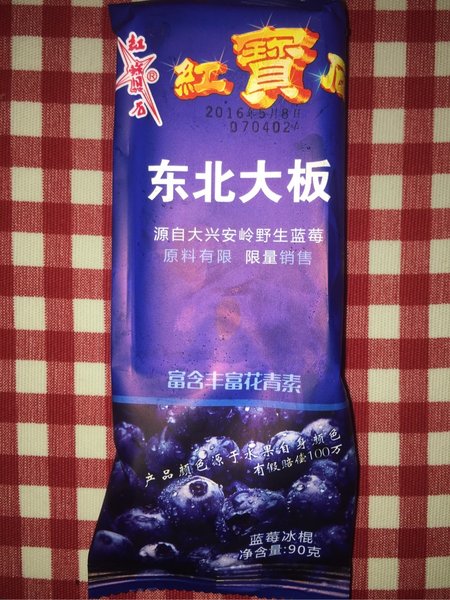 红宝石®
紅寶石
2016年5月8日
070402A
东北大板
源自大兴安岭野生蓝莓
原料有限 限量销售
富含丰富花青素
产品颜色源于水果自身颜色
有假赔偿100万
蓝莓冰棍
净含量:90克